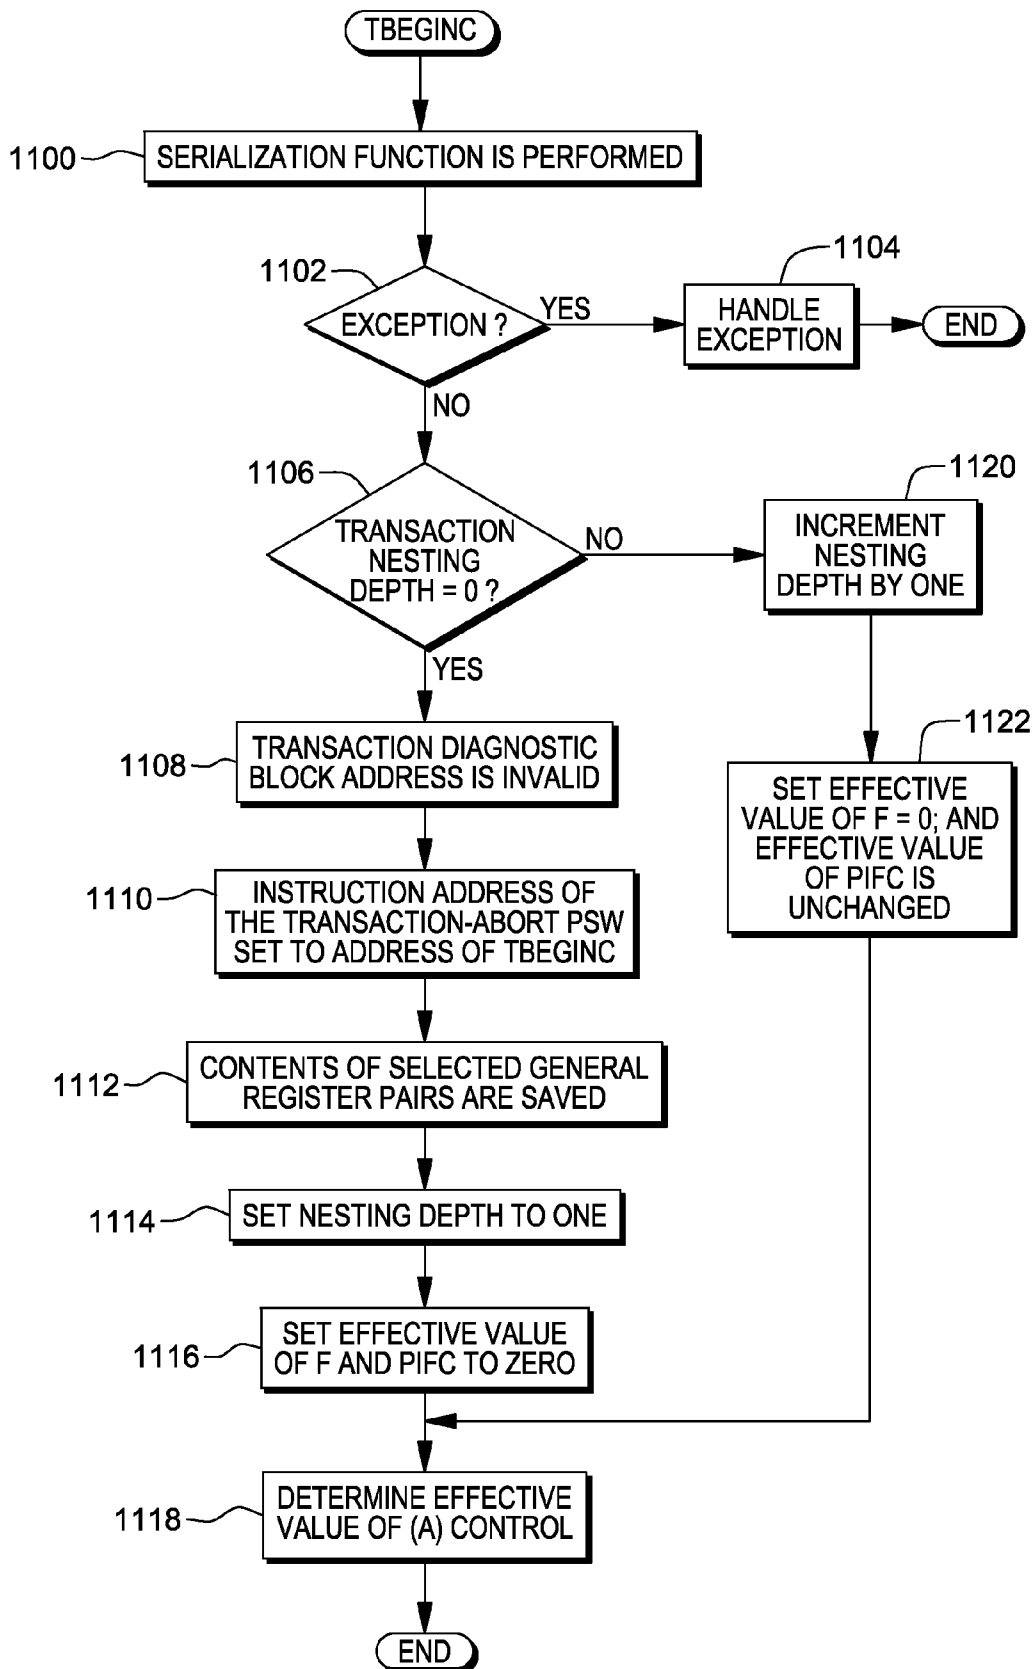 TBEGINC
1100
SERIALIZATION FUNCTION IS PERFORMED
1102
EXCEPTION ?
YES
NO
1104
HANDLE
EXCEPTION
END
1106
TRANSACTION
NESTING
DEPTH = 0 ?
NO
YES
1120
INCREMENT
NESTING
DEPTH BY ONE
1108
TRANSACTION DIAGNOSTIC
BLOCK ADDRESS IS INVALID
1122
SET EFFECTIVE
VALUE OF F = 0; AND
EFFECTIVE VALUE
OF PIFC IS
UNCHANGED
1110
INSTRUCTION ADDRESS OF
THE TRANSACTION-ABORT PSW
SET TO ADDRESS OF TBEGINC
1112
CONTENTS OF SELECTED GENERAL
REGISTER PAIRS ARE SAVED
1114
SET NESTING DEPTH TO ONE
1116
SET EFFECTIVE VALUE
OF F AND PIFC TO ZERO
1118
DETERMINE EFFECTIVE
VALUE OF (A) CONTROL
END